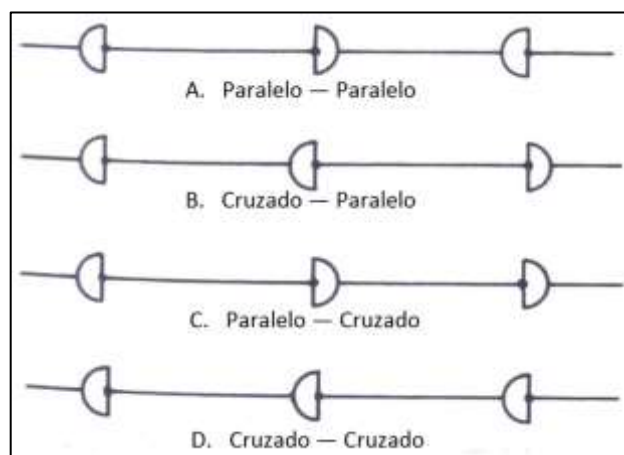 A. Paralelo — Paralelo
B. Cruzado — Paralelo
C. Paralelo — Cruzado
D. Cruzado — Cruzado